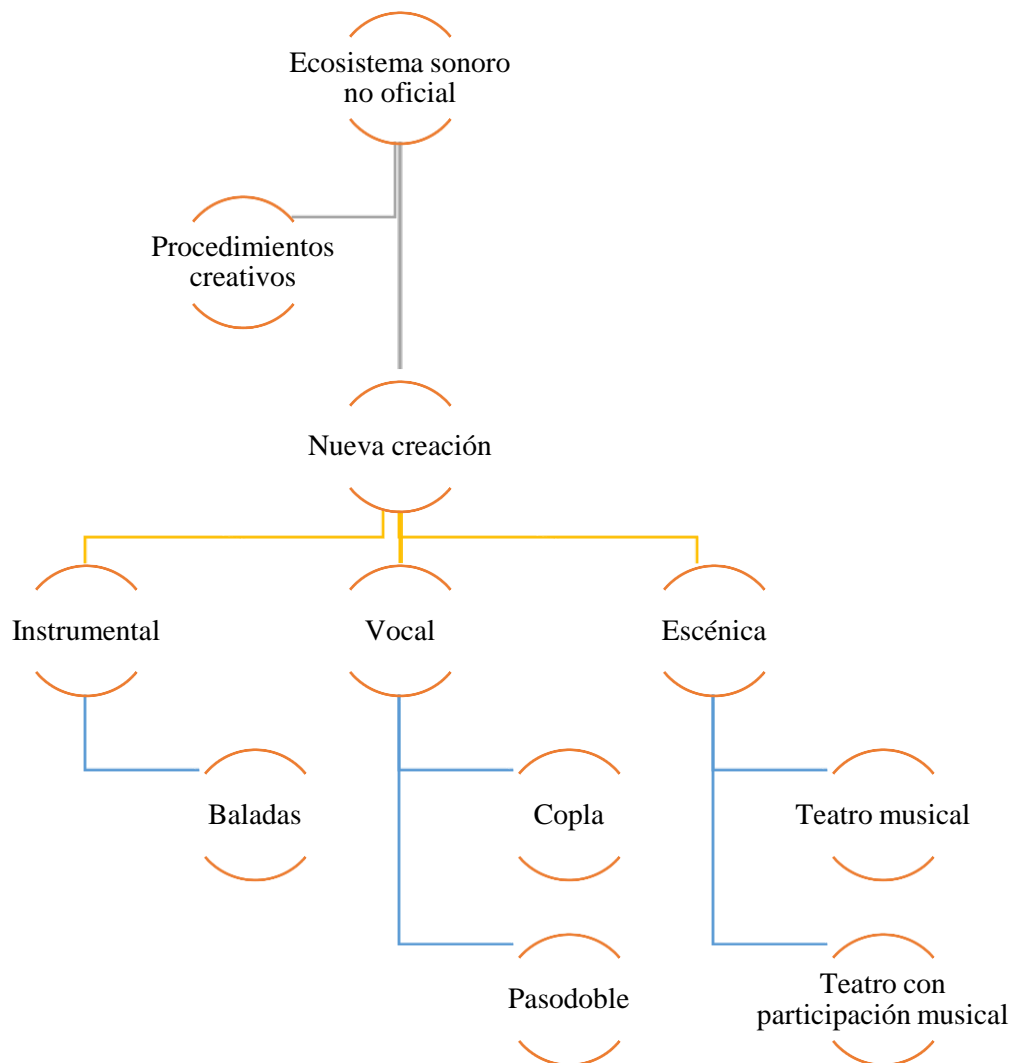 Ecosistema sonoro
no oficial
Procedimientos
creativos
Nueva creación
Instrumental
Vocal
Escénica
Baladas
Copla
Teatro musical
Pasodoble
Teatro con
participación musical